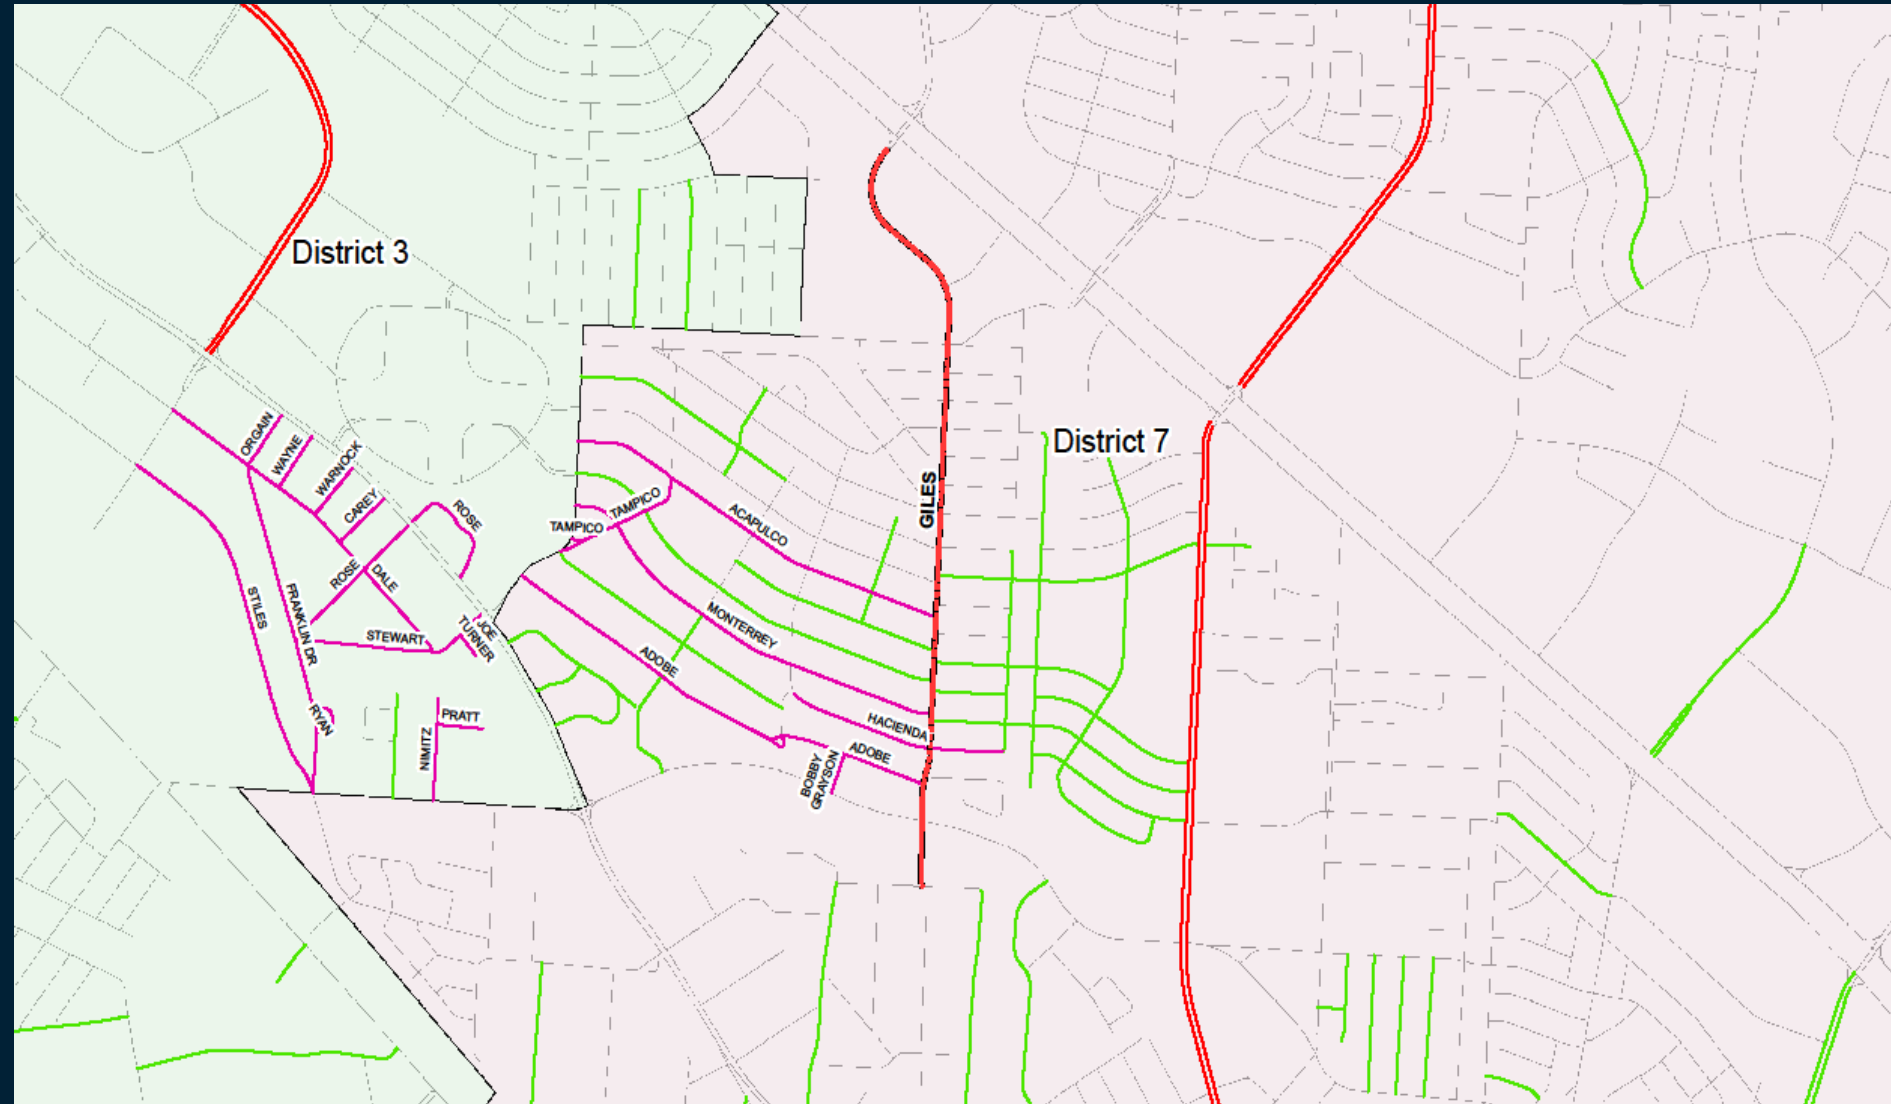 District 3
District 7
ORGAIN
WAYNE
WARNOCK
CAREY
ROSE
ROSE
DALE
STILES
FRANKLIN DR
STEWART
JOE
TURNER
RYAN
PRATT
NIMITZ
TAMPICO
TAMPICO
ACAPULCO
GILES
MONTERREY
ADOBE
HACIENDA
ADOBE
BOBBY
GRAYSON